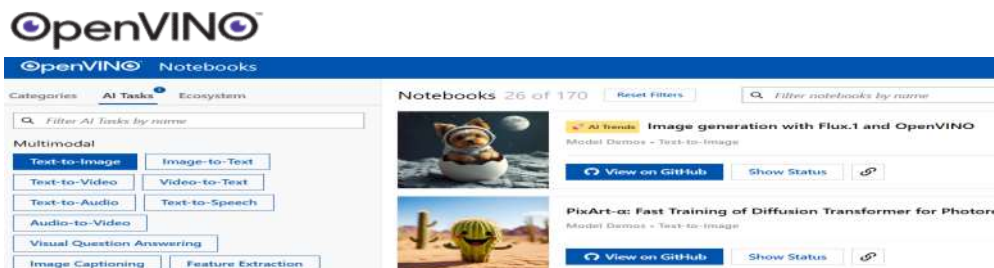 OpenVINO™
OpenVINO™ Notebooks
Categories AI Tasks 1 Ecosystem
Filter AI Tasks by name
Multimodal
Text-to-Image Image-to-Text
Text-to-Video Video-to-Text
Text-to-Audio Text-to-Speech
Audio-to-Video
Visual Question Answering
Image Captioning Feature Extraction
Notebooks 26 of 170 Reset Filters Filter notebooks by name
AI Trends Image generation with Flux.1 and OpenVINO
Model Demos • Text-to-Image
View on GitHub Show Status
PixArt-α: Fast Training of Diffusion Transformer for Photor
Model Demos • Text-to-Image
View on GitHub Show Status